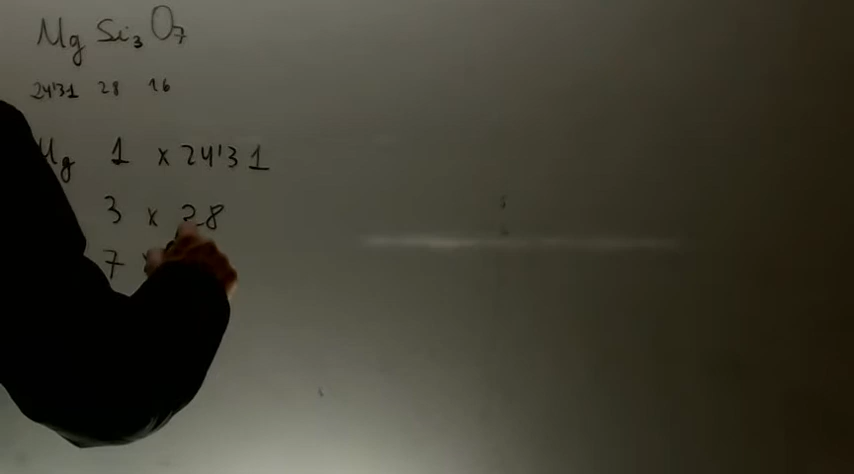 Mg Si₃ O₇
24'31 28 16
Mg 1 x 24'31
3 x 28
7